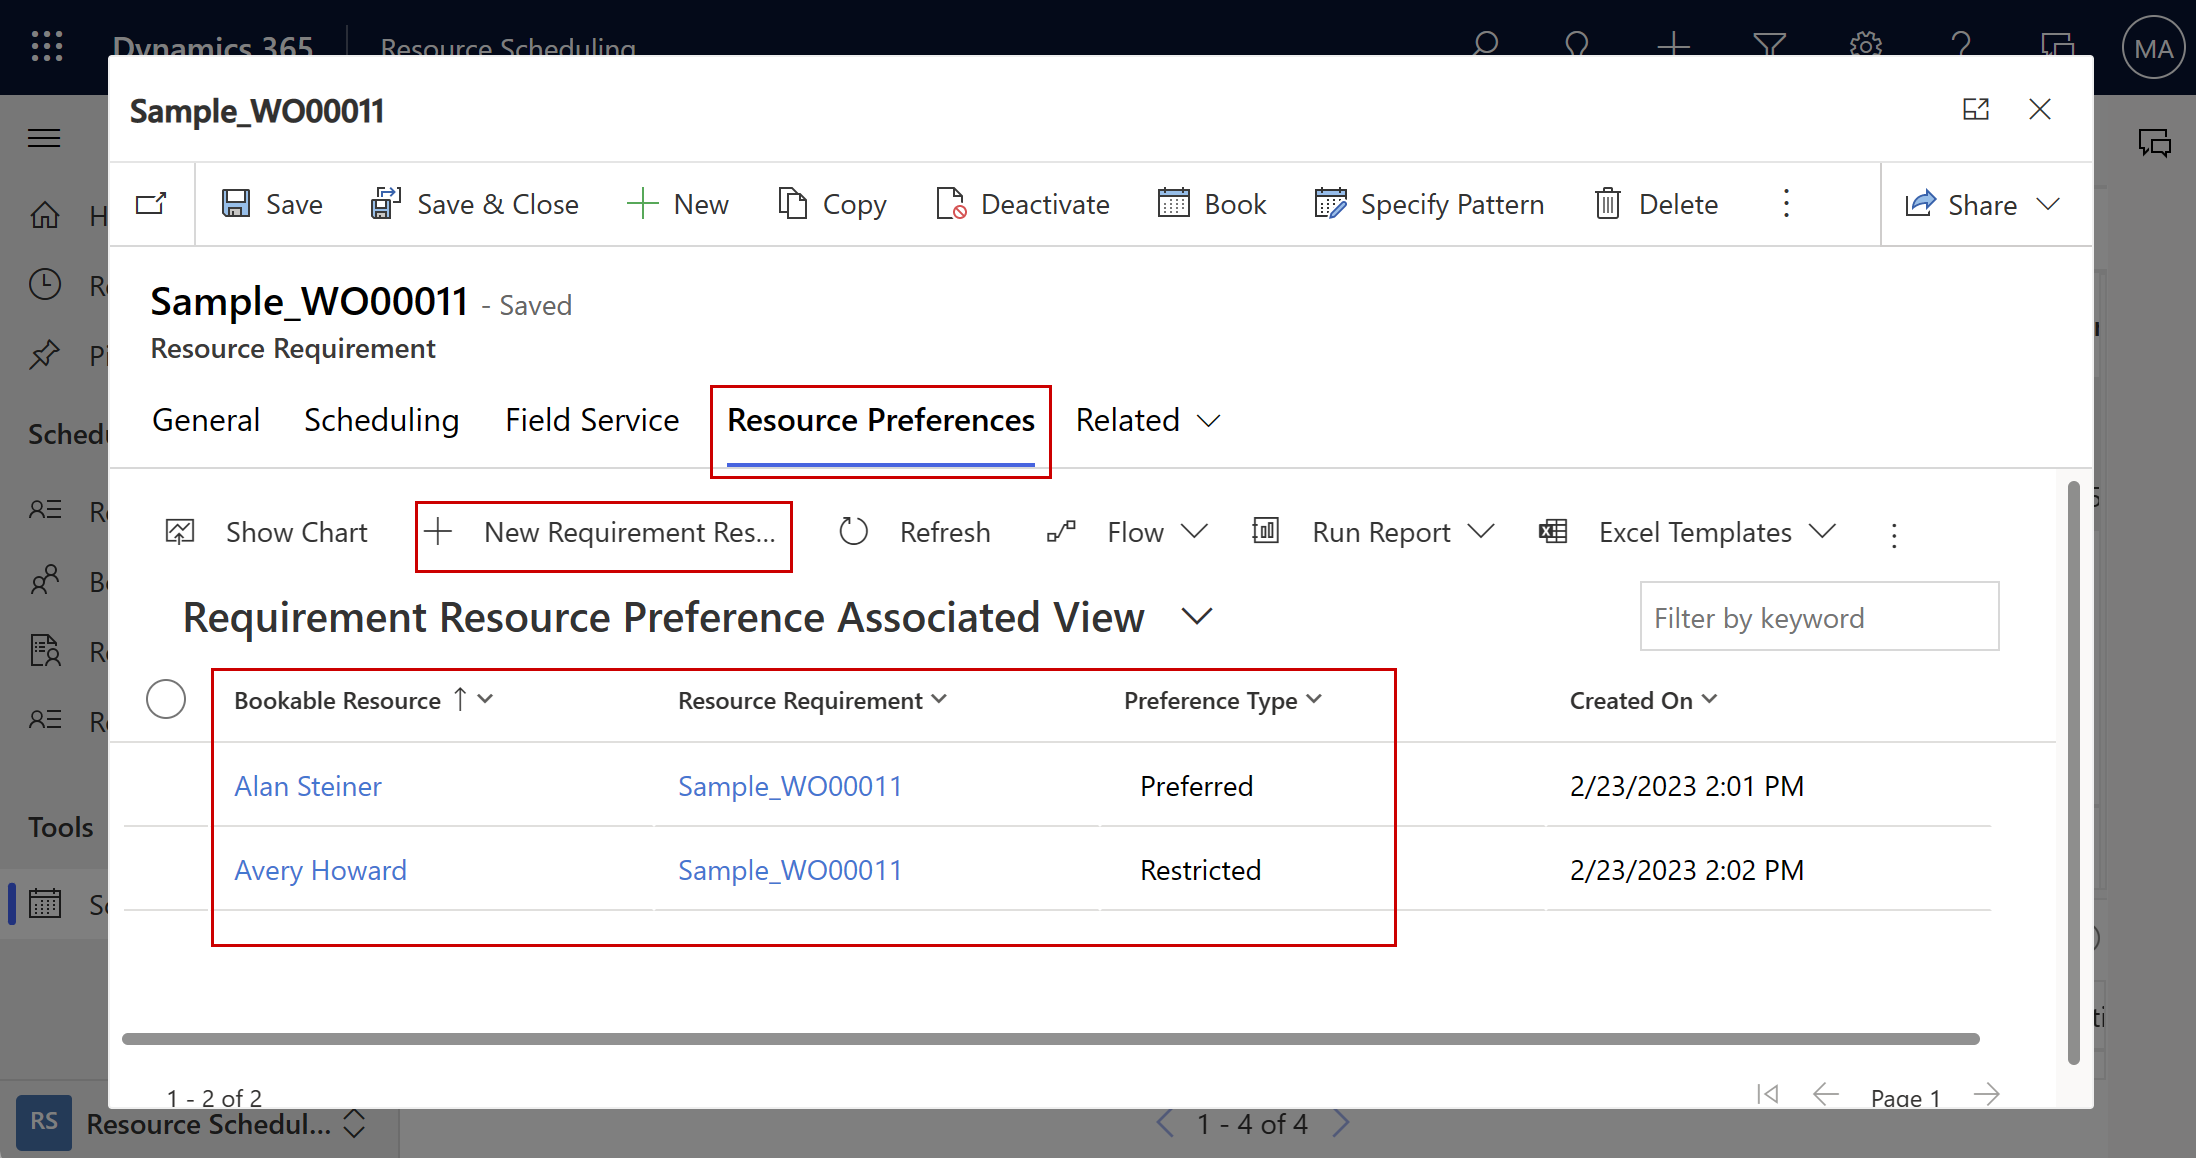 Dynamics 365 Resource Scheduling MA
Sample_WO00011
Save Save & Close New Copy Deactivate Book Specify Pattern Delete Share
Sample_WO00011 - Saved
Resource Requirement
General Scheduling Field Service Resource Preferences Related
Show Chart New Requirement Res... Refresh Flow Run Report Excel Templates
Requirement Resource Preference Associated View Filter by keyword
Bookable Resource Resource Requirement Preference Type Created On
Alan Steiner Sample_WO00011 Preferred 2/23/2023 2:01 PM
Avery Howard Sample_WO00011 Restricted 2/23/2023 2:02 PM
Tools
1 - 2 of 2 Page 1
RS Resource Schedul... 1 - 4 of 4